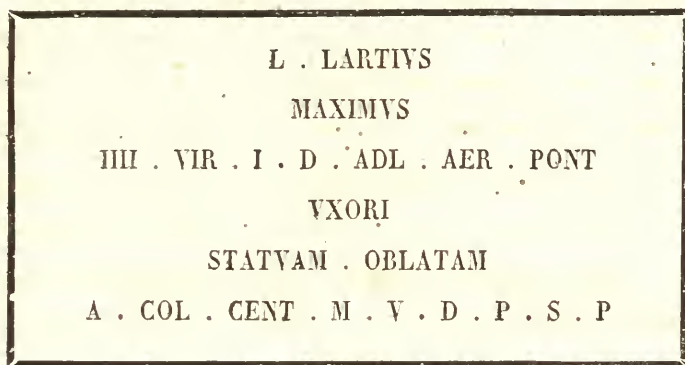 L . LARTIVS
MAXIMVS
IIII . VIR . I . D . ADL . AER . PONT
VXORI
STATVAM . OBLATAM
A . COL . CENT . M . V . D . P . S . P